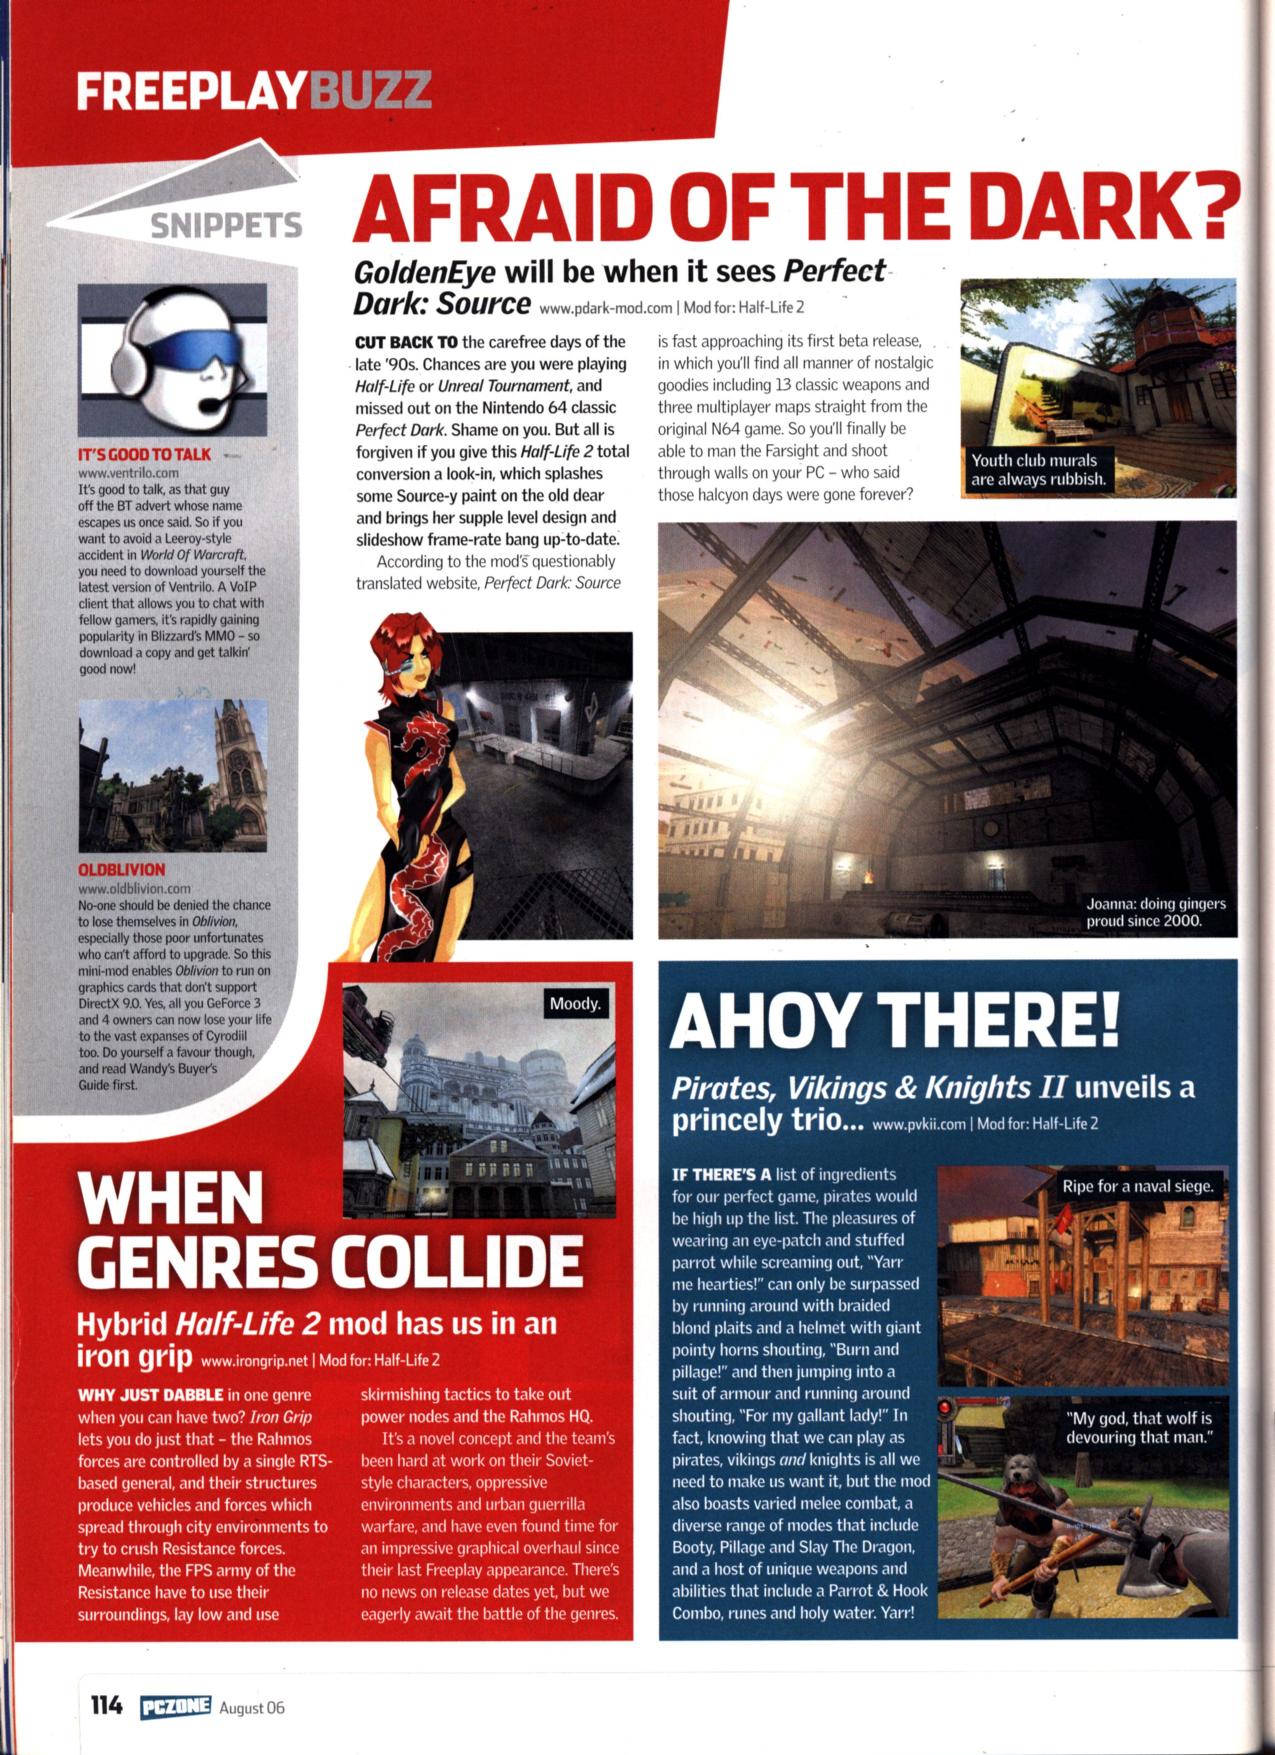 FREEPLAYBUZZ
SNIPPETS
IT'S GOOD TO TALK
www.ventrilo.com
It's good to talk, as that guy
off the BT advert whose name
escapes us once said. So if you
want to avoid a Leeroy-style
accident in World Of Warcraft,
you need to download yourself the
latest version of Ventrilo. A VoIP
client that allows you to chat with
fellow gamers, it's rapidly gaining
popularity in Blizzard's MMO – so
download a copy and get talkin'
good now!
OLDBLIVION
www.oldblivion.com
No-one should be denied the chance
to lose themselves in Oblivion,
especially those poor unfortunates
who can't afford to upgrade. So this
mini-mod enables Oblivion to run on
graphics cards that don't support
DirectX 9.0. Yes, all you GeForce 3
and 4 owners can now lose your life
to the vast expanses of Cyrodiil
too. Do yourself a favour though,
and read Wandy's Buyer's
Guide first.
AFRAID OF THE DARK?
GoldenEye will be when it sees Perfect
Dark: Source www.pdark-mod.com | Mod for: Half-Life 2
CUT BACK TO the carefree days of the
late '90s. Chances are you were playing
Half-Life or Unreal Tournament, and
missed out on the Nintendo 64 classic
Perfect Dark. Shame on you. But all is
forgiven if you give this Half-Life 2 total
conversion a look-in, which splashes
some Source-y paint on the old dear
and brings her supple level design and
slideshow frame-rate bang up-to-date.
According to the mod's questionably
translated website, Perfect Dark: Source
is fast approaching its first beta release,
in which you'll find all manner of nostalgic
goodies including 13 classic weapons and
three multiplayer maps straight from the
original N64 game. So you'll finally be
able to man the Farsight and shoot
through walls on your PC – who said
those halcyon days were gone forever?
Youth club murals
are always rubbish.
Joanna: doing gingers
proud since 2000.
Moody.
WHEN
GENRES COLLIDE
Hybrid Half-Life 2 mod has us in an
iron grip www.irongrip.net | Mod for: Half-Life 2
WHY JUST DABBLE in one genre
when you can have two? Iron Grip
lets you do just that – the Rahmos
forces are controlled by a single RTS-
based general, and their structures
produce vehicles and forces which
spread through city environments to
try to crush Resistance forces.
Meanwhile, the FPS army of the
Resistance have to use their
surroundings, lay low and use
skirmishing tactics to take out
power nodes and the Rahmos HQ.
It's a novel concept and the team's
been hard at work on their Soviet-
style characters, oppressive
environments and urban guerrilla
warfare, and have even found time for
an impressive graphical overhaul since
their last Freeplay appearance. There's
no news on release dates yet, but we
eagerly await the battle of the genres.
AHOY THERE!
Pirates, Vikings & Knights II unveils a
princely trio... www.pvkii.com | Mod for: Half-Life 2
IF THERE'S A list of ingredients
for our perfect game, pirates would
be high up the list. The pleasures of
wearing an eye-patch and stuffed
parrot while screaming out, "Yarr
me hearties!" can only be surpassed
by running around with braided
blond plaits and a helmet with giant
pointy horns shouting, "Burn and
pillage!" and then jumping into a
suit of armour and running around
shouting, "For my gallant lady!" In
fact, knowing that we can play as
pirates, vikings and knights is all we
need to make us want it, but the mod
also boasts varied melee combat, a
diverse range of modes that include
Booty, Pillage and Slay The Dragon,
and a host of unique weapons and
abilities that include a Parrot & Hook
Combo, runes and holy water. Yarr!
Ripe for a naval siege.
"My god, that wolf is
devouring that man."
114 PCZONE August 06